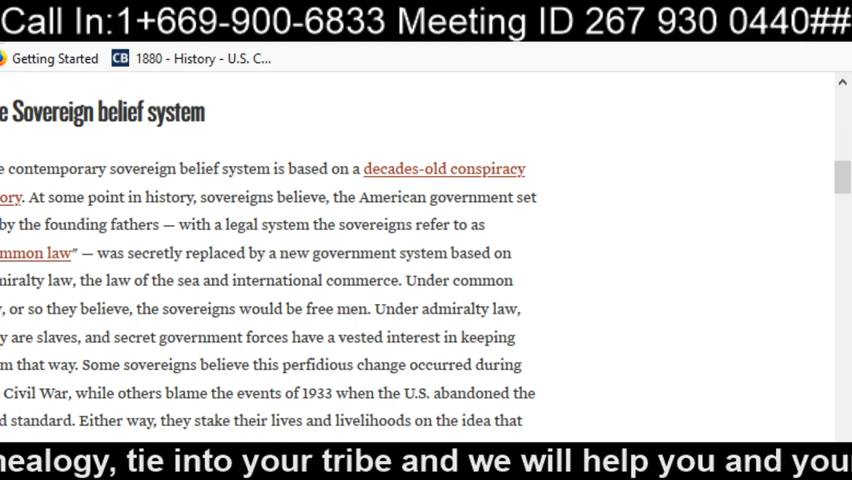 Call In:1+669-900-6833 Meeting ID 267 930 0440##
Getting Started CB 1880 - History - U.S. C...
e Sovereign belief system
e contemporary sovereign belief system is based on a decades-old conspiracy
ory. At some point in history, sovereigns believe, the American government set
by the founding fathers — with a legal system the sovereigns refer to as
mmon law" — was secretly replaced by a new government system based on
miralty law, the law of the sea and international commerce. Under common
, or so they believe, the sovereigns would be free men. Under admiralty law,
y are slaves, and secret government forces have a vested interest in keeping
m that way. Some sovereigns believe this perfidious change occurred during
Civil War, while others blame the events of 1933 when the U.S. abandoned the
d standard. Either way, they stake their lives and livelihoods on the idea that
nealogy, tie into your tribe and we will help you and your